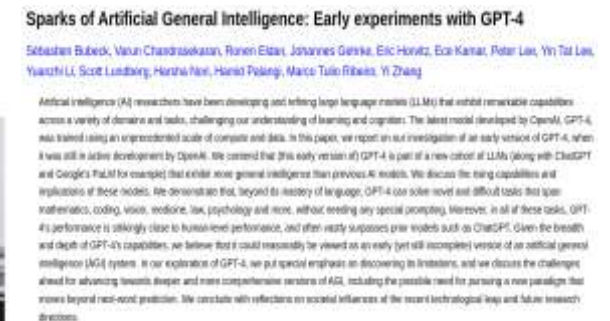 Sparks of Artificial General Intelligence: Early experiments with GPT-4
Sébastien Bubeck, Varun Chandrasekaran, Ronen Eldan, Johannes Gehrke, Eric Horvitz, Ece Kamar, Peter Lee, Yin Tat Lee,
Yuanzhi Li, Scott Lundberg, Harsha Nori, Hamid Palangi, Marco Tulio Ribeiro, Yi Zhang
Artificial intelligence (AI) researchers have been developing and refining large language models (LLMs) that exhibit remarkable capabilities
across a variety of domains and tasks, challenging our understanding of learning and cognition. The latest model developed by OpenAI, GPT-4,
was trained using an unprecedented scale of compute and data. In this paper, we report on our investigation of an early version of GPT-4, when
it was still in active development by OpenAI. We contend that (this early version of) GPT-4 is part of a new cohort of LLMs (along with ChatGPT
and Google's PaLM for example) that exhibit more general intelligence than previous AI models. We discuss the rising capabilities and
implications of these models. We demonstrate that, beyond its mastery of language, GPT-4 can solve novel and difficult tasks that span
mathematics, coding, vision, medicine, law, psychology and more, without needing any special prompting. Moreover, in all of these tasks, GPT-
4's performance is strikingly close to human-level performance, and often vastly surpasses prior models such as ChatGPT. Given the breadth
and depth of GPT-4's capabilities, we believe that it could reasonably be viewed as an early (yet still incomplete) version of an artificial general
intelligence (AGI) system. In our exploration of GPT-4, we put special emphasis on discovering its limitations, and we discuss the challenges
ahead for advancing towards deeper and more comprehensive versions of AGI, including the possible need for pursuing a new paradigm that
moves beyond next-word prediction. We conclude with reflections on societal influences of the recent technological leap and future research
directions.